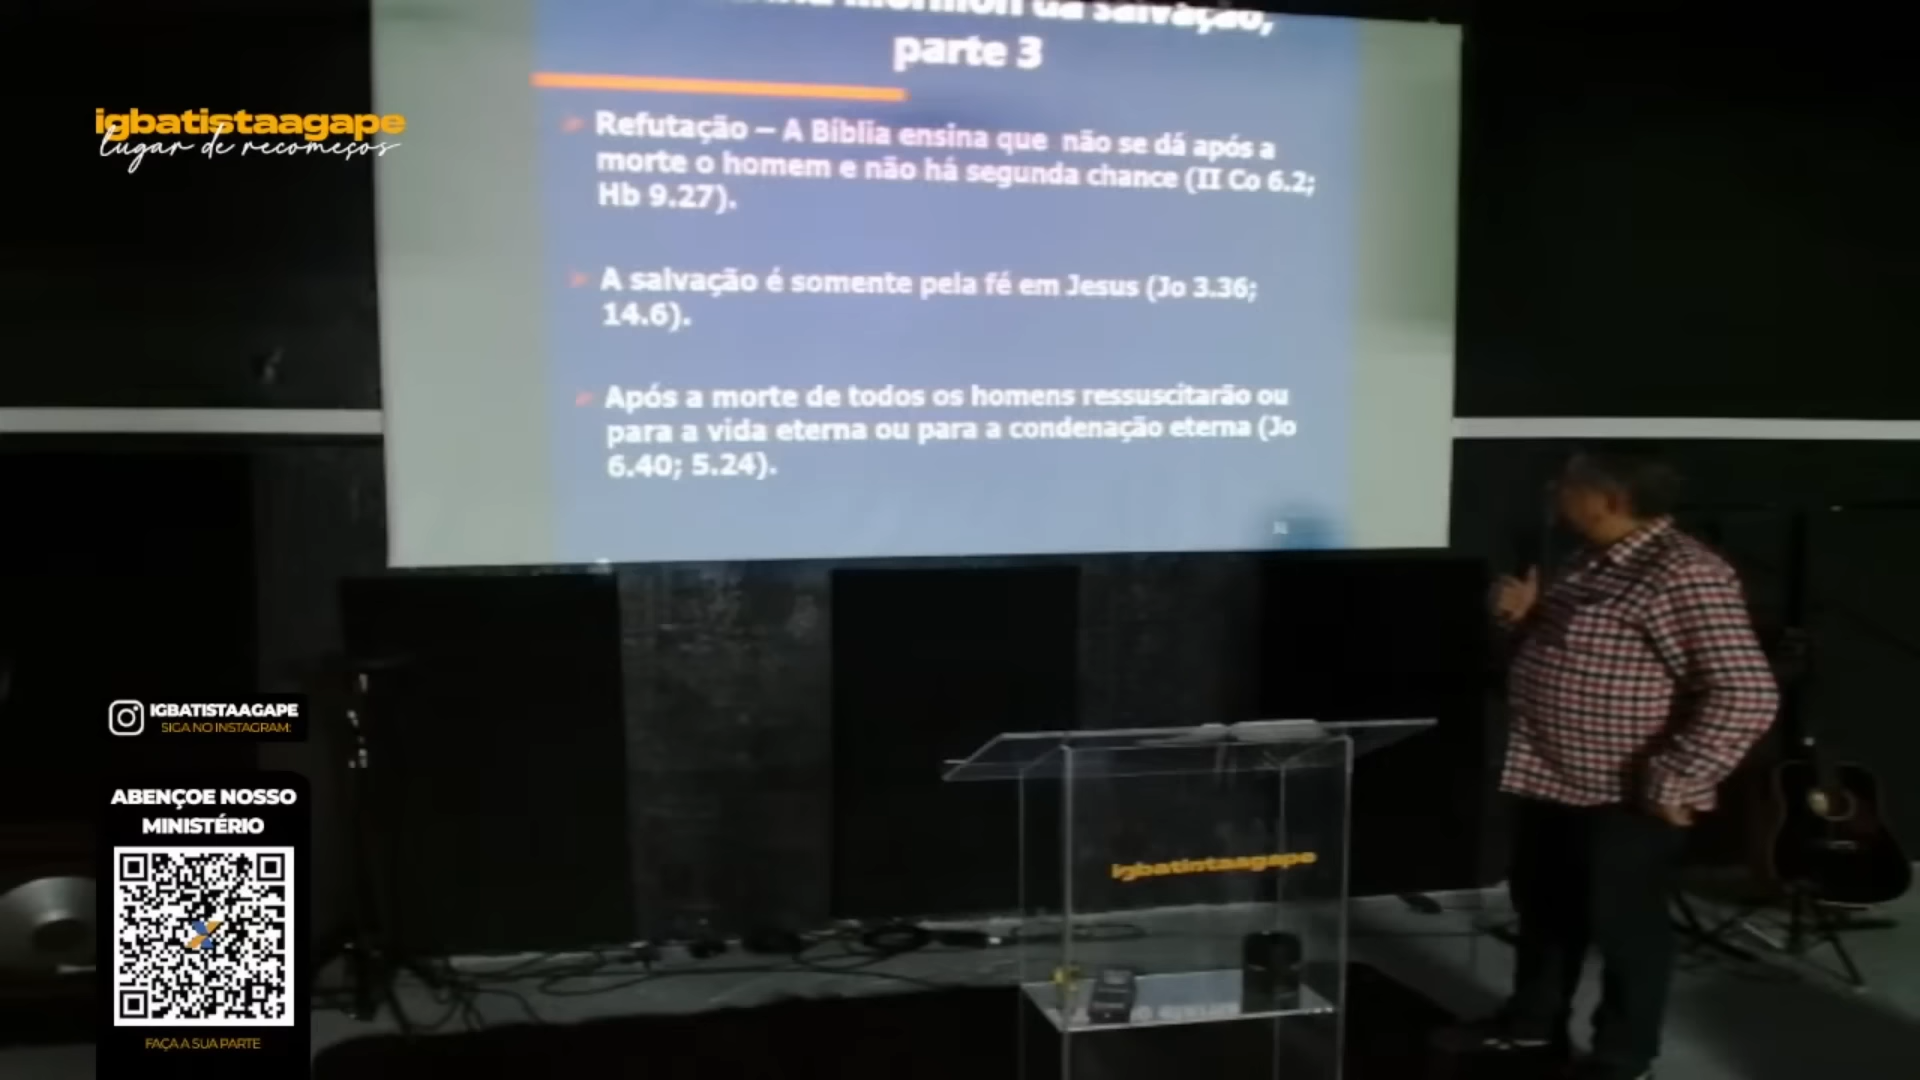 mórmon da salvação,
parte 3
Refutação – A Bíblia ensina que não se dá após a
morte o homem e não há segunda chance (II Co 6.2;
Hb 9.27).
A salvação é somente pela fé em Jesus (Jo 3.36;
14.6).
Após a morte de todos os homens ressuscitarão ou
para a vida eterna ou para a condenação eterna (Jo
6.40; 5.24).
igbatistaagape
lugar de recomeços
IGBATISTAAGAPE
SIGA NO INSTAGRAM:
ABENÇOE NOSSO
MINISTÉRIO
FAÇA A SUA PARTE
igbatistaagape